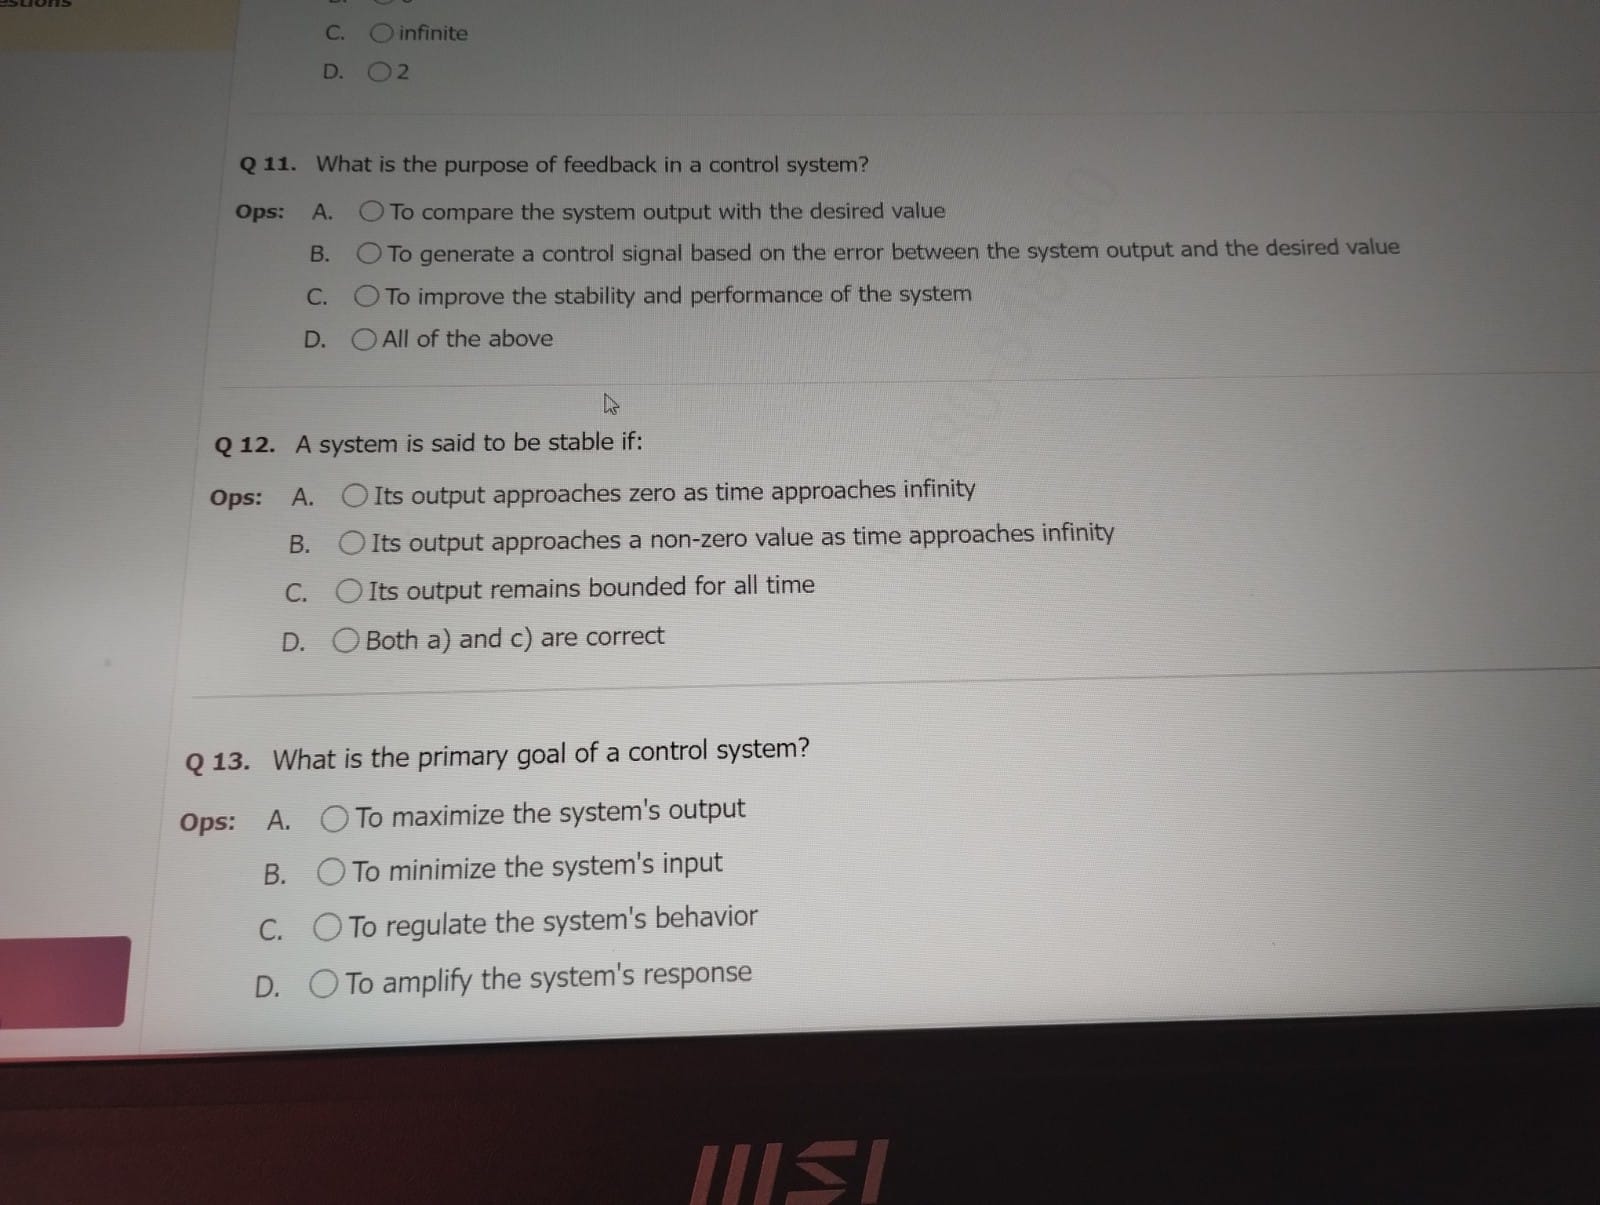 C. infinite
D. 2
Q 11. What is the purpose of feedback in a control system?
Ops: A. To compare the system output with the desired value
B. To generate a control signal based on the error between the system output and the desired value
C. To improve the stability and performance of the system
D. All of the above
Q 12. A system is said to be stable if:
Ops: A. Its output approaches zero as time approaches infinity
B. Its output approaches a non-zero value as time approaches infinity
C. Its output remains bounded for all time
D. Both a) and c) are correct
Q 13. What is the primary goal of a control system?
Ops: A. To maximize the system's output
B. To minimize the system's input
C. To regulate the system's behavior
D. To amplify the system's response
msi